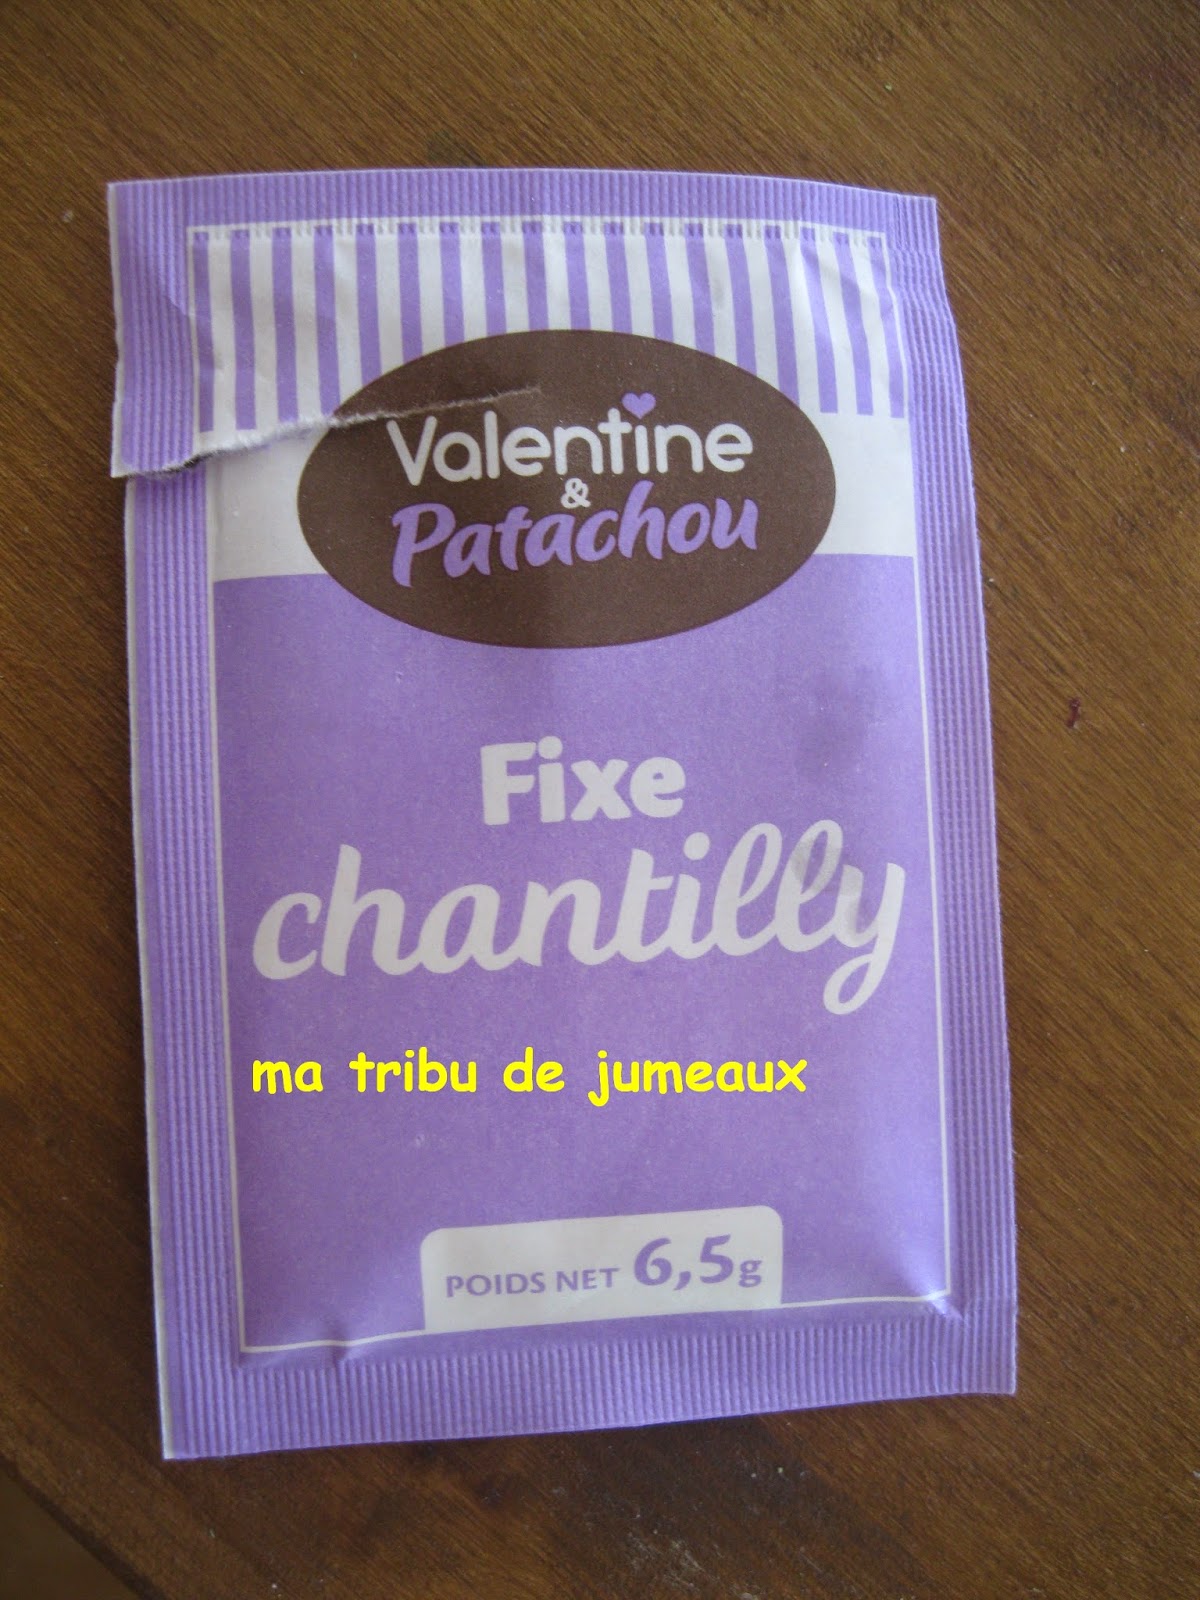 Valentine
&
Patachou
Fixe
chantilly
ma tribu de jumeaux
POIDS NET 6,5g